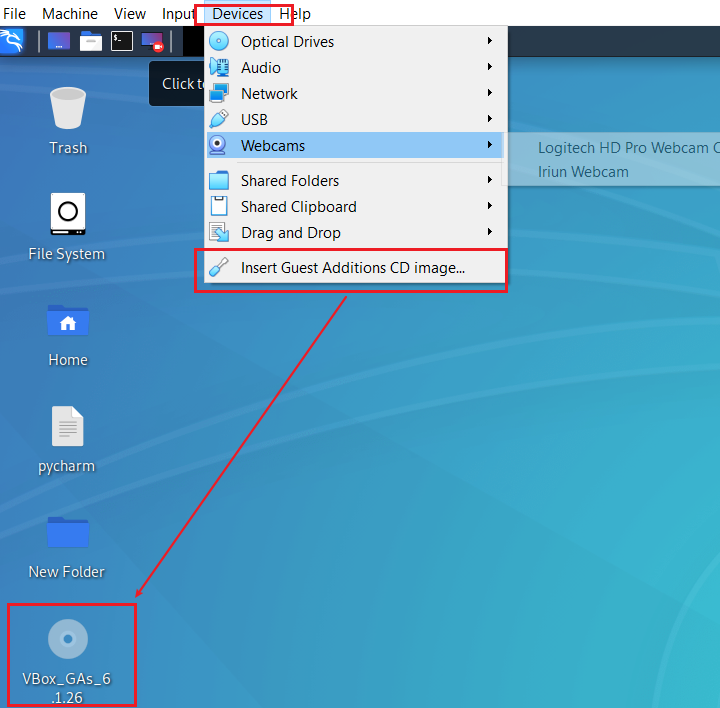 File Machine View Input Devices Help
Click to
Optical Drives
Audio
Network
USB
Webcams
Logitech HD Pro Webcam C
Iriun Webcam
Shared Folders
Shared Clipboard
Drag and Drop
Insert Guest Additions CD image...
Trash
File System
Home
pycharm
New Folder
VBox_GAs_6
.1.26